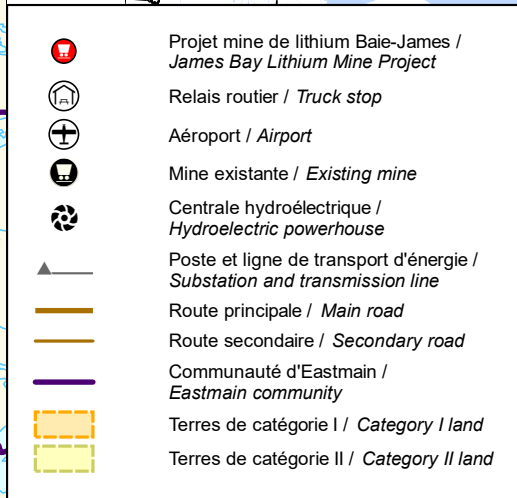 Projet mine de lithium Baie-James /
James Bay Lithium Mine Project
Relais routier / Truck stop
Aéroport / Airport
Mine existante / Existing mine
Centrale hydroélectrique /
Hydroelectric powerhouse
Poste et ligne de transport d'énergie /
Substation and transmission line
Route principale / Main road
Route secondaire / Secondary road
Communauté d'Eastmain /
Eastmain community
Terres de catégorie I / Category I land
Terres de catégorie II / Category II land